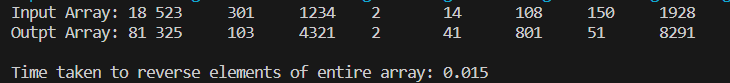 Input Array: 18 523 301 1234 2 14 108 150 1928
Outpt Array: 81 325 103 4321 2 41 801 51 8291
Time taken to reverse elements of entire array: 0.015